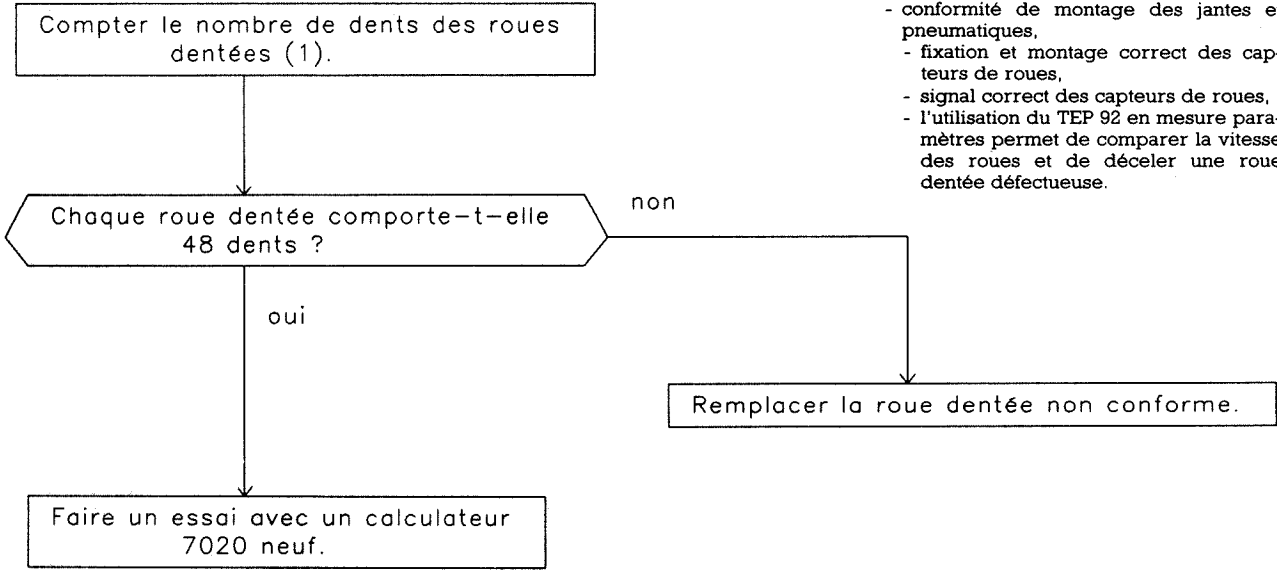 Compter le nombre de dents des roues
dentées (1).
- conformité de montage des jantes e
pneumatiques,
- fixation et montage correct des cap-
teurs de roues,
- signal correct des capteurs de roues,
- l'utilisation du TEP 92 en mesure para-
mètres permet de comparer la vitesse
des roues et de déceler une roue
dentée défectueuse.
Chaque roue dentée comporte-t-elle
48 dents ?
non
oui
Remplacer la roue dentée non conforme.
Faire un essai avec un calculateur
7020 neuf.